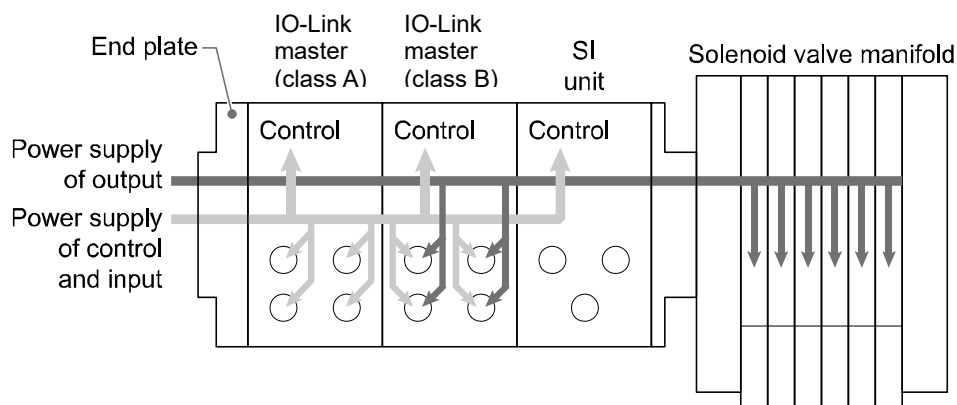 End plate
IO-Link
master
(class A)
IO-Link
master
(class B)
SI
unit
Solenoid valve manifold
Control
Control
Control
Power supply
of output
Power supply
of control
and input